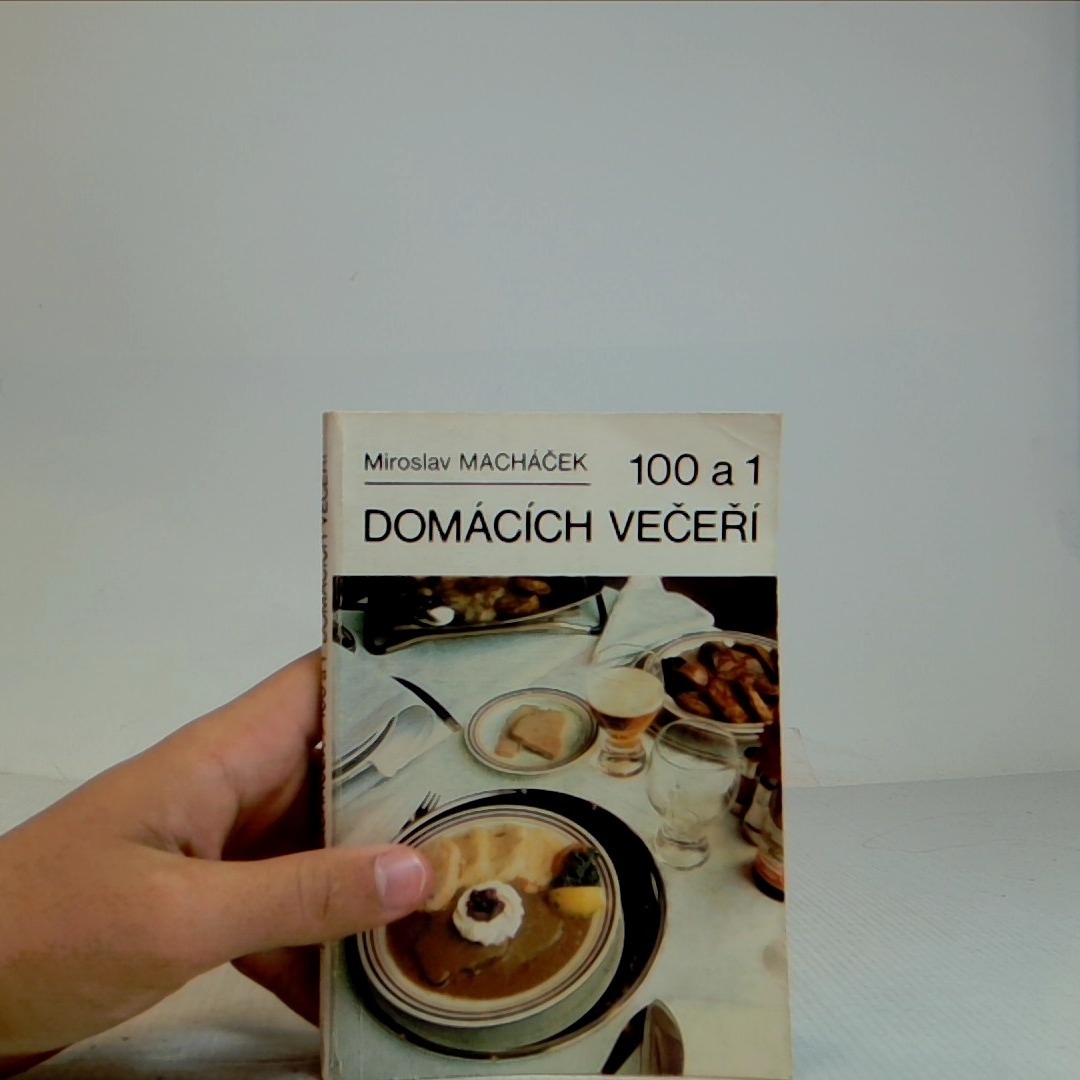 Miroslav MACHÁČEK
100 a 1
DOMÁCÍCH VEČEŘÍ